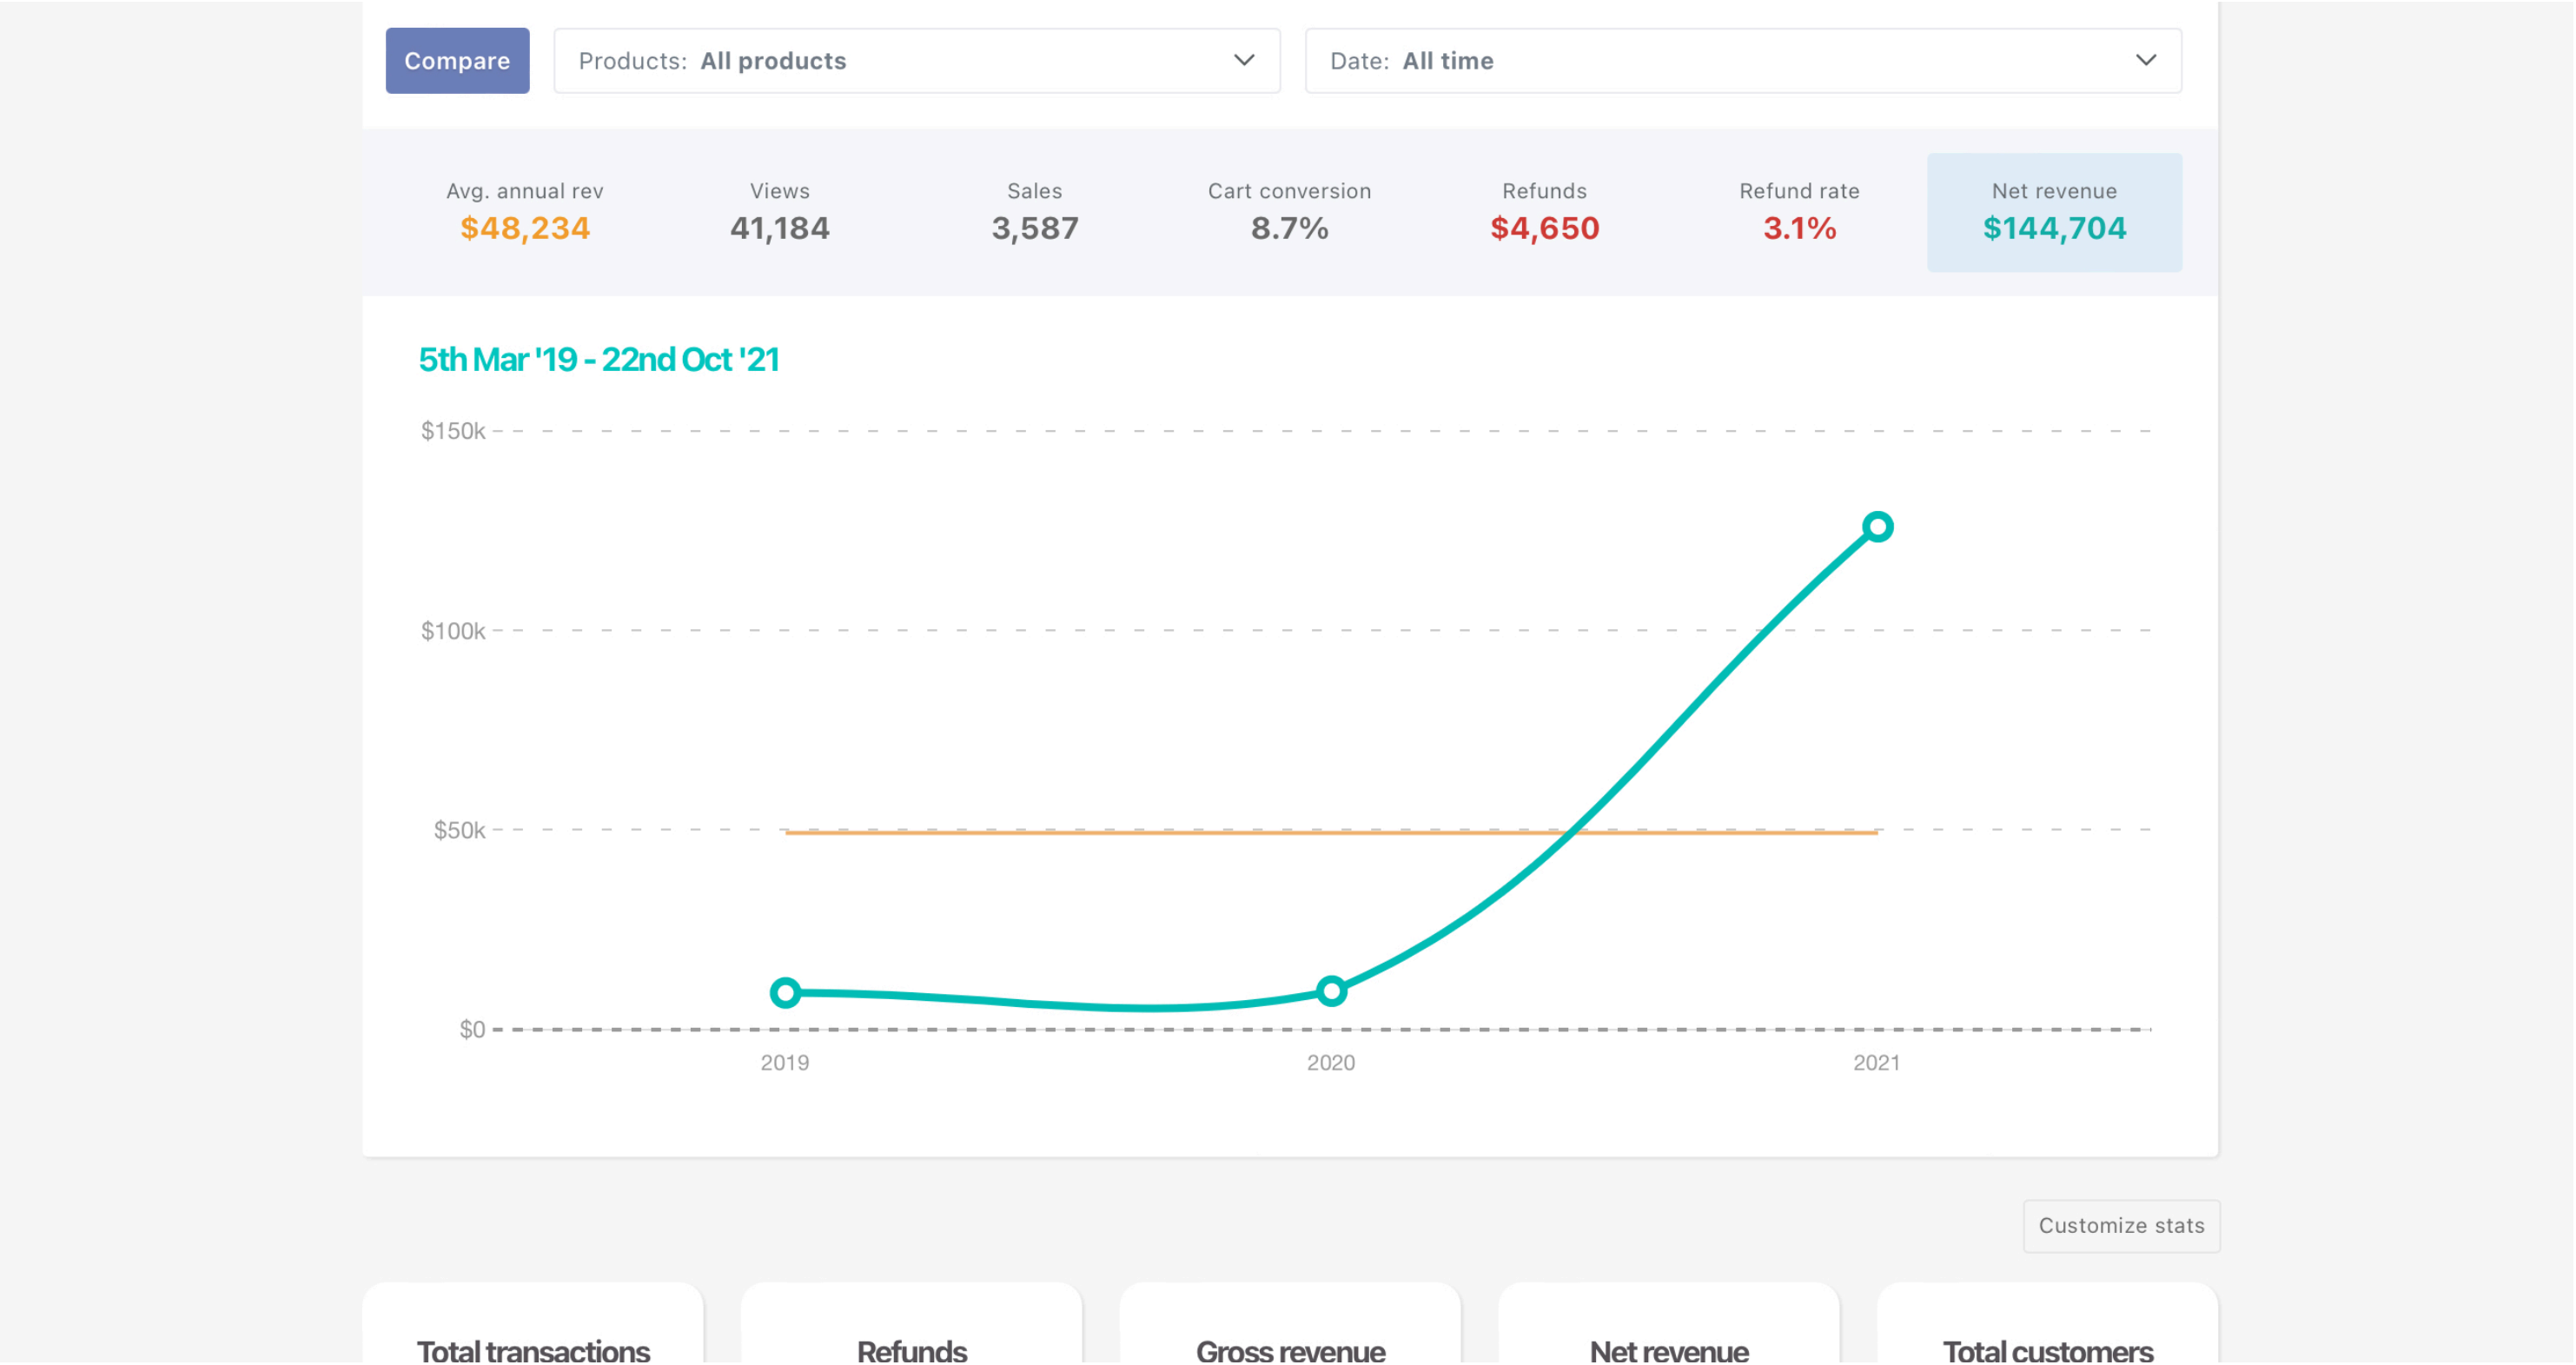 Compare
Products: All products
Date: All time
Avg. annual rev
$48,234
Views
41,184
Sales
3,587
Cart conversion
8.7%
Refunds
$4,650
Refund rate
3.1%
Net revenue
$144,704
5th Mar '19 - 22nd Oct '21
$150k
$100k
$50k
$0
2019
2020
2021
Customize stats
Total transactions
Refunds
Gross revenue
Net revenue
Total customers